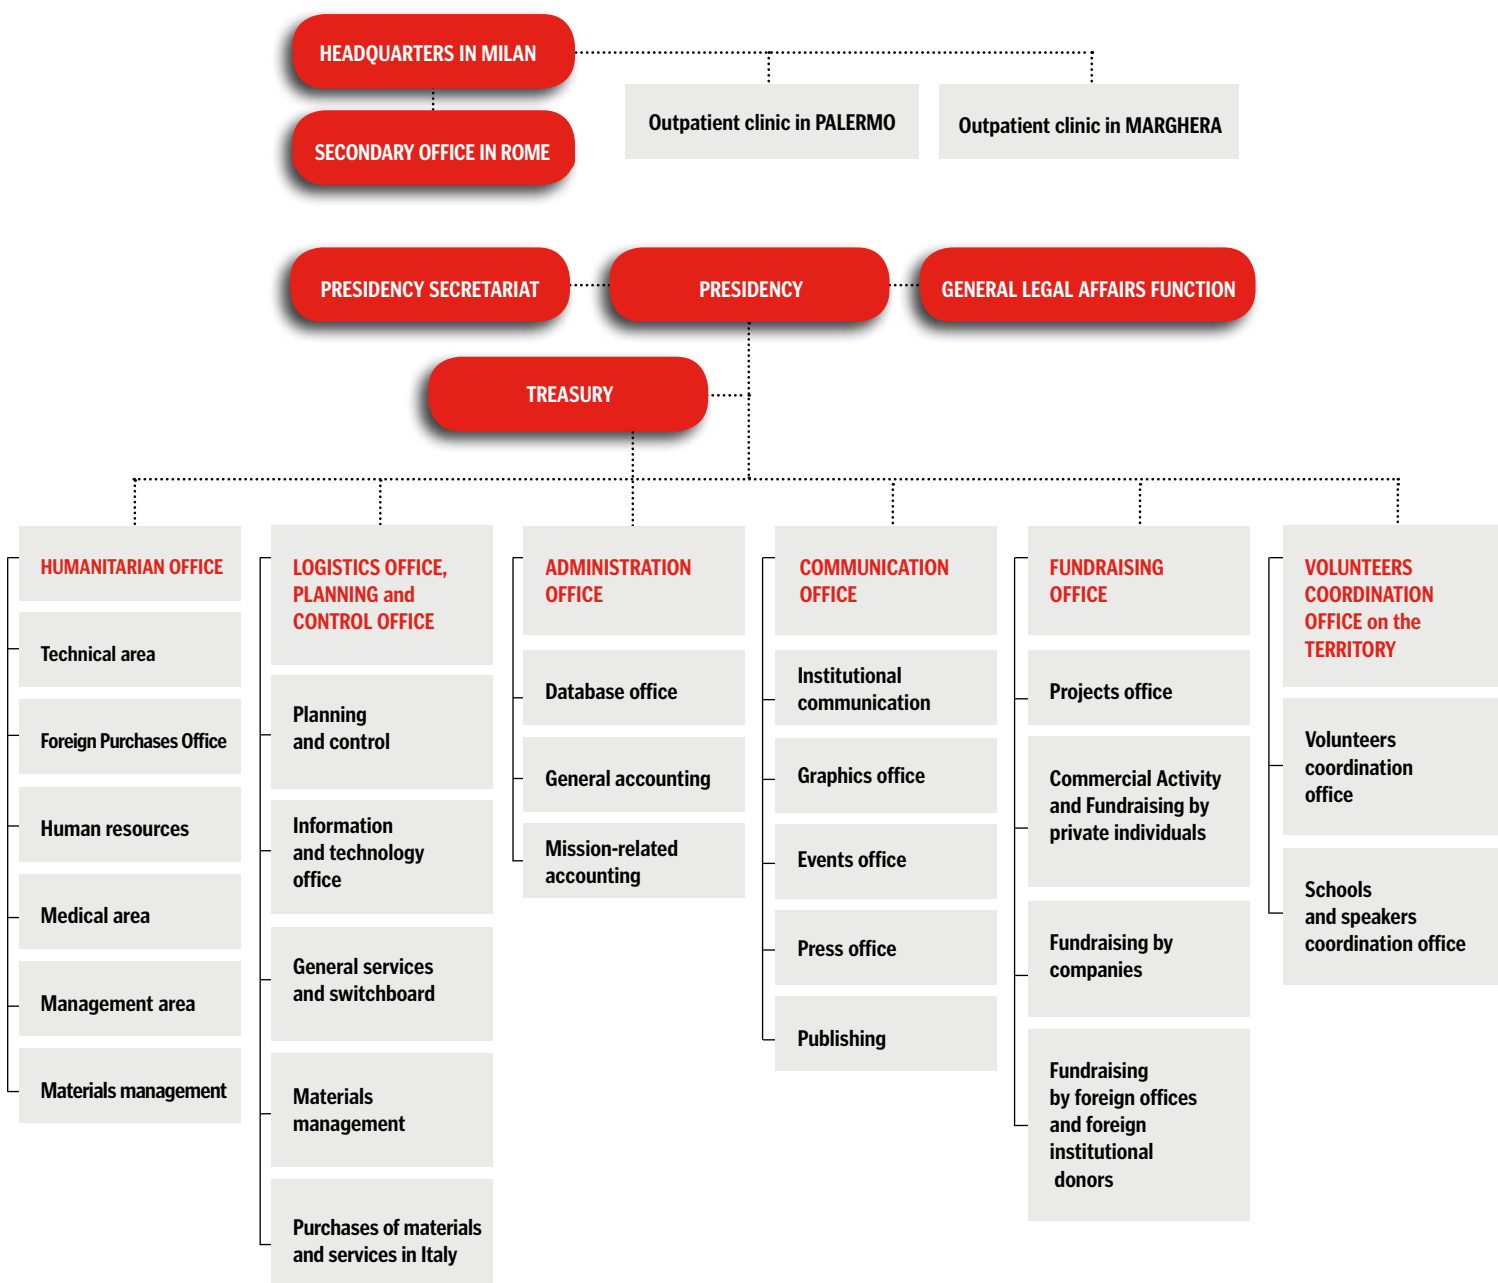 HEADQUARTERS IN MILAN
Outpatient clinic in PALERMO
Outpatient clinic in MARGHERA
SECONDARY OFFICE IN ROME
PRESIDENCY SECRETARIAT
PRESIDENCY
GENERAL LEGAL AFFAIRS FUNCTION
TREASURY
HUMANITARIAN OFFICE
Technical area
Foreign Purchases Office
Human resources
Medical area
Management area
Materials management
LOGISTICS OFFICE,
PLANNING and
CONTROL OFFICE
Planning
and control
Information
and technology
office
General services
and switchboard
Materials
management
Purchases of materials
and services in Italy
ADMINISTRATION
OFFICE
Database office
General accounting
Mission-related
accounting
COMMUNICATION
OFFICE
Institutional
communication
Graphics office
Events office
Press office
Publishing
FUNDRAISING
OFFICE
Projects office
Commercial Activity
and Fundraising by
private individuals
Fundraising by
companies
Fundraising
by foreign offices
and foreign
institutional
donors
VOLUNTEERS
COORDINATION
OFFICE on the
TERRITORY
Volunteers
coordination
office
Schools
and speakers
coordination office